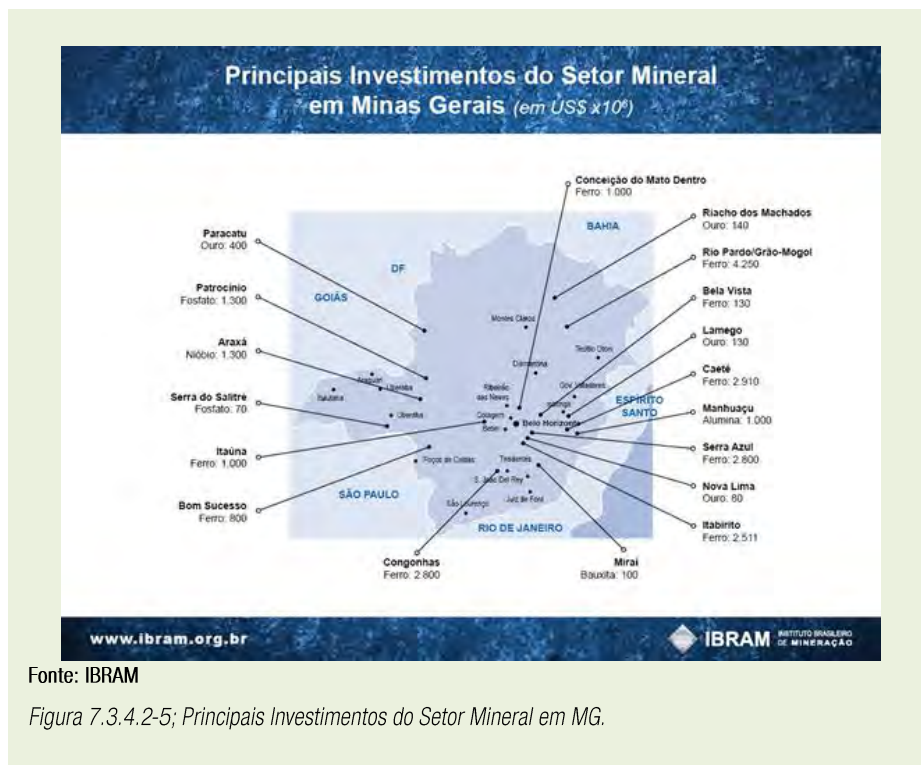 Principais Investimentos do Setor Mineral
em Minas Gerais (em US$ x10⁶)
Conceição do Mato Dentro
Ferro: 1.000
Riacho dos Machados
Ouro: 140
BAHIA
Paracatu
Ouro: 400
Rio Pardo/Grão-Mogol
Ferro: 4.250
DF
GOIÁS
Patrocínio
Fosfato: 1.300
Bela Vista
Ferro: 130
Montes Claros
Lamego
Ouro: 130
Araxá
Nióbio: 1.300
Teófilo Otoni
Diamantina
Caeté
Ferro: 2.910
Araguari
Uberaba
Ituiutaba
Ribeirão
das Neves
Gov. Valadares
Ipatinga
ESPÍRITO
SANTO
Serra do Salitre
Fosfato: 70
Uberaba
Contagem
Betim
Belo Horizonte
Manhuaçu
Alumina: 1.000
Itaúna
Ferro: 1.000
Serra Azul
Ferro: 2.800
Poços de Caldas
Tiradentes
S. João Del Rey
Nova Lima
Ouro: 80
SÃO PAULO
Bom Sucesso
Ferro: 800
São Lourenço
Juiz de Fora
RIO DE JANEIRO
Itabirito
Ferro: 2.511
Congonhas
Ferro: 2.800
Miraí
Bauxita: 100
www.ibram.org.br
IBRAM
INSTITUTO BRASILEIRO
DE MINERAÇÃO
Fonte: IBRAM
Figura 7.3.4.2-5; Principais Investimentos do Setor Mineral em MG.